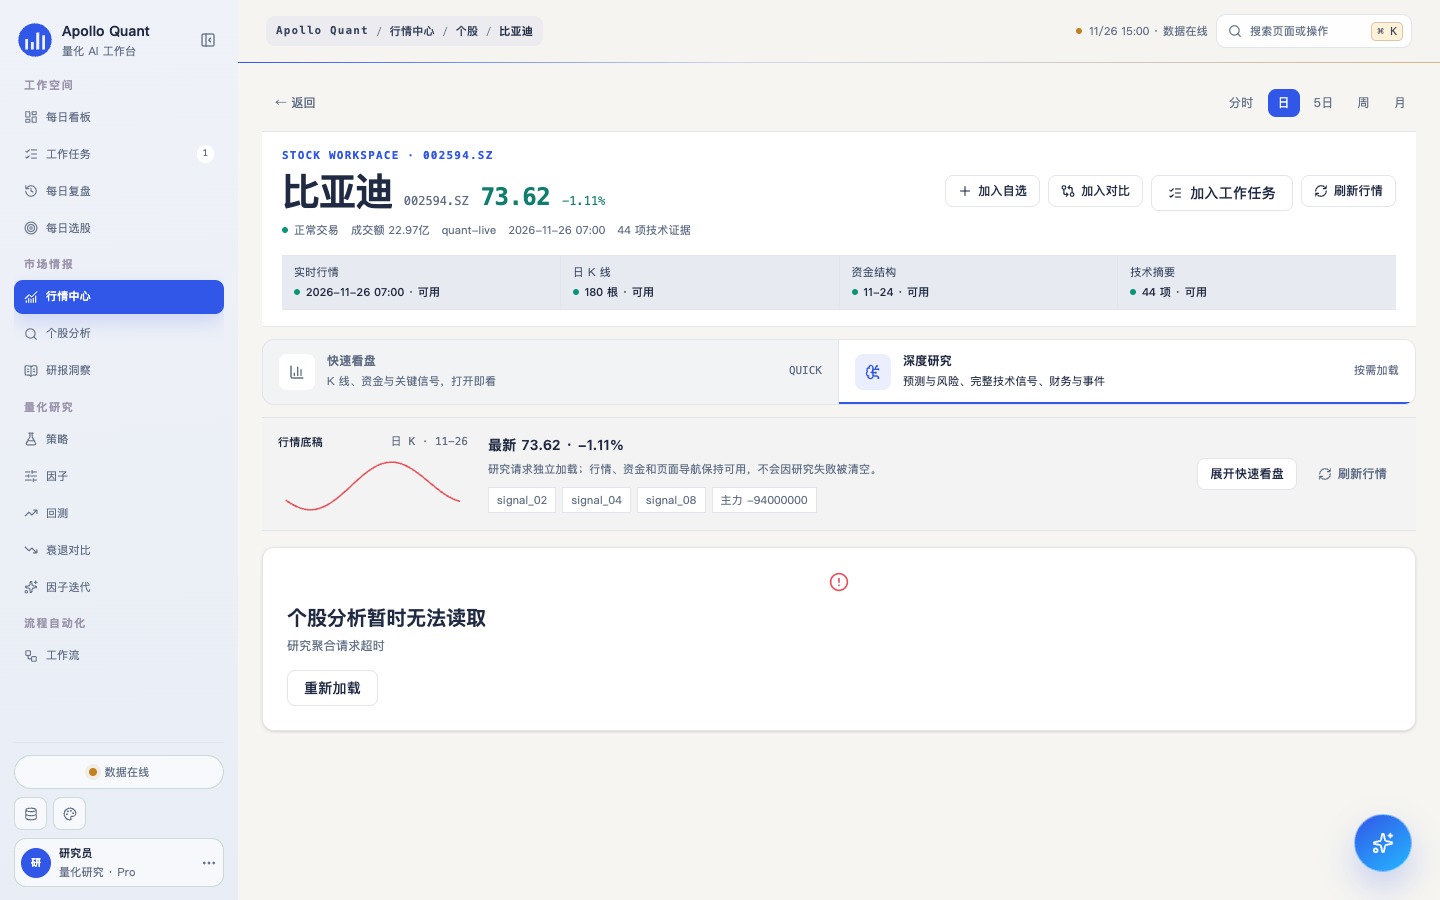 Apollo Quant
量化 AI 工作台
工作空间
每日看板
工作任务
1
每日复盘
每日选股
市场情报
行情中心
个股分析
研报洞察
量化研究
策略
因子
回测
衰退对比
因子迭代
流程自动化
工作流
数据在线
研
研究员
量化研究 · Pro
Apollo Quant / 行情中心 / 个股 / 比亚迪
11/26 15:00 · 数据在线
搜索页面或操作
⌘ K
← 返回
分时
日
5日
周
月
STOCK WORKSPACE · 002594.SZ
比亚迪 002594.SZ 73.62 −1.11%
加入自选
加入对比
加入工作任务
刷新行情
正常交易 成交额 22.97亿 quant-live 2026-11-26 07:00 44 项技术证据
实时行情
2026-11-26 07:00 · 可用
日 K 线
180 根 · 可用
资金结构
11-24 · 可用
技术摘要
44 项 · 可用
快速看盘
K 线、资金与关键信号，打开即看
QUICK
深度研究
预测与风险、完整技术信号、财务与事件
按需加载
行情底稿
日 K · 11-26
最新 73.62 · −1.11%
研究请求独立加载；行情、资金和页面导航保持可用，不会因研究失败被清空。
signal_02
signal_04
signal_08
主力 -94000000
展开快速看盘
刷新行情
个股分析暂时无法读取
研究聚合请求超时
重新加载